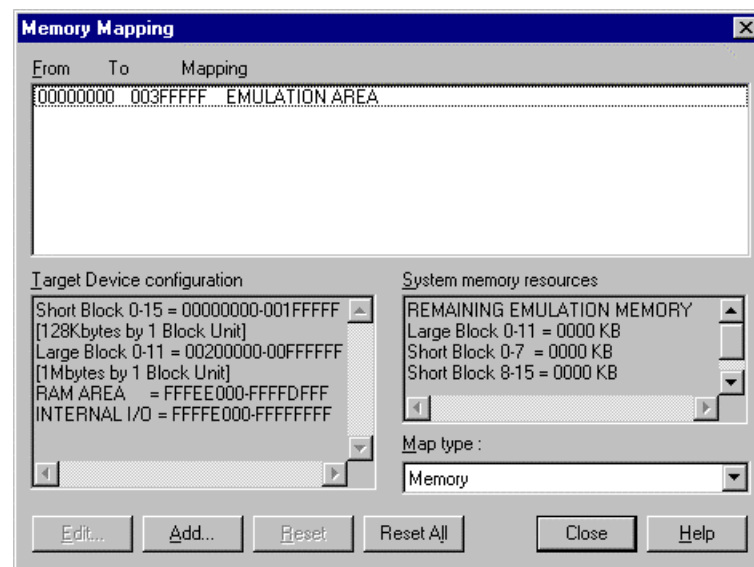 Memory Mapping
From To Mapping
00000000 003FFFFF EMULATION AREA
Target Device configuration
Short Block 0-15 = 00000000-001FFFFF
[128Kbytes by 1 Block Unit]
Large Block 0-11 = 00200000-00FFFFFF
[1Mbytes by 1 Block Unit]
RAM AREA = FFFEE000-FFFFDFFF
INTERNAL I/O = FFFFE000-FFFFFFFF
System memory resources
REMAINING EMULATION MEMORY
Large Block 0-11 = 0000 KB
Short Block 0-7 = 0000 KB
Short Block 8-15 = 0000 KB
Map type :
Memory
Edit... Add... Reset Reset All Close Help